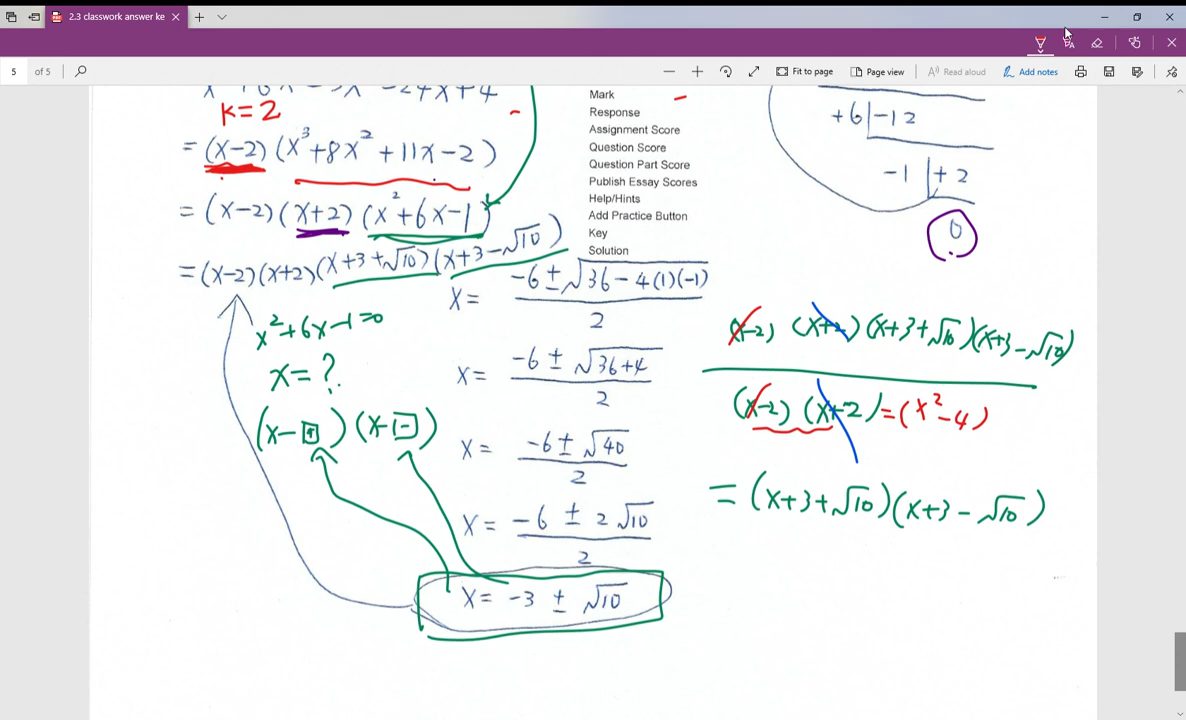 2.3 classwork answer ke
5 of 5
Fit to page
Page view
Read aloud
Add notes
K=2
= (x-2) (x³+8x²+11x-2)
= (x-2) (x+2) (x²+6x-1)
= (x-2) (x+2) (x+3+√10) (x+3-√10)
x²+6x-1=0
x= ?
(x-[+]) (x-[-])
Mark
Response
Assignment Score
Question Score
Question Part Score
Publish Essay Scores
Help/Hints
Add Practice Button
Key
Solution
x= (-6 ± √36-4(1)(-1)) / 2
x= (-6 ± √36+4) / 2
x= (-6 ± √40) / 2
x= (-6 ± 2√10) / 2
x= -3 ± √10
+6 | -12
-1 | +2
0
(x-2) (x+2) (x+3+√10)(x+3-√10)
(x-2) (x+2) = (x²-4)
= (x+3+√10)(x+3-√10)